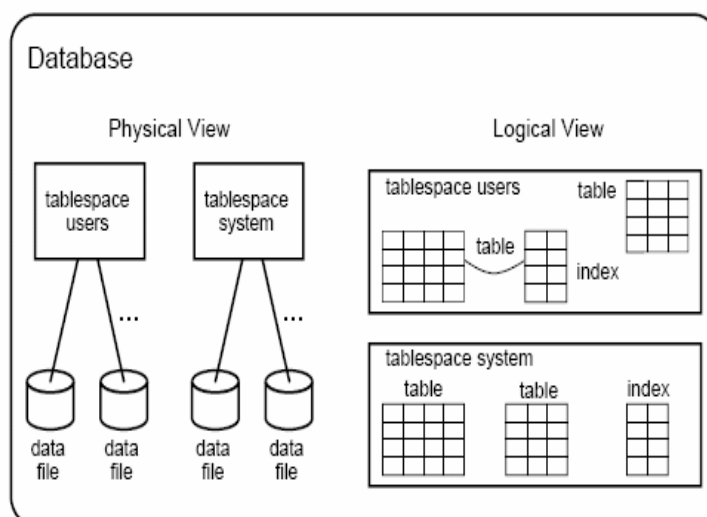 Database
Physical View
Logical View
tablespace
users
tablespace
system
...
...
data
file
data
file
data
file
data
file
tablespace users
table
table
index
tablespace system
table
table
index